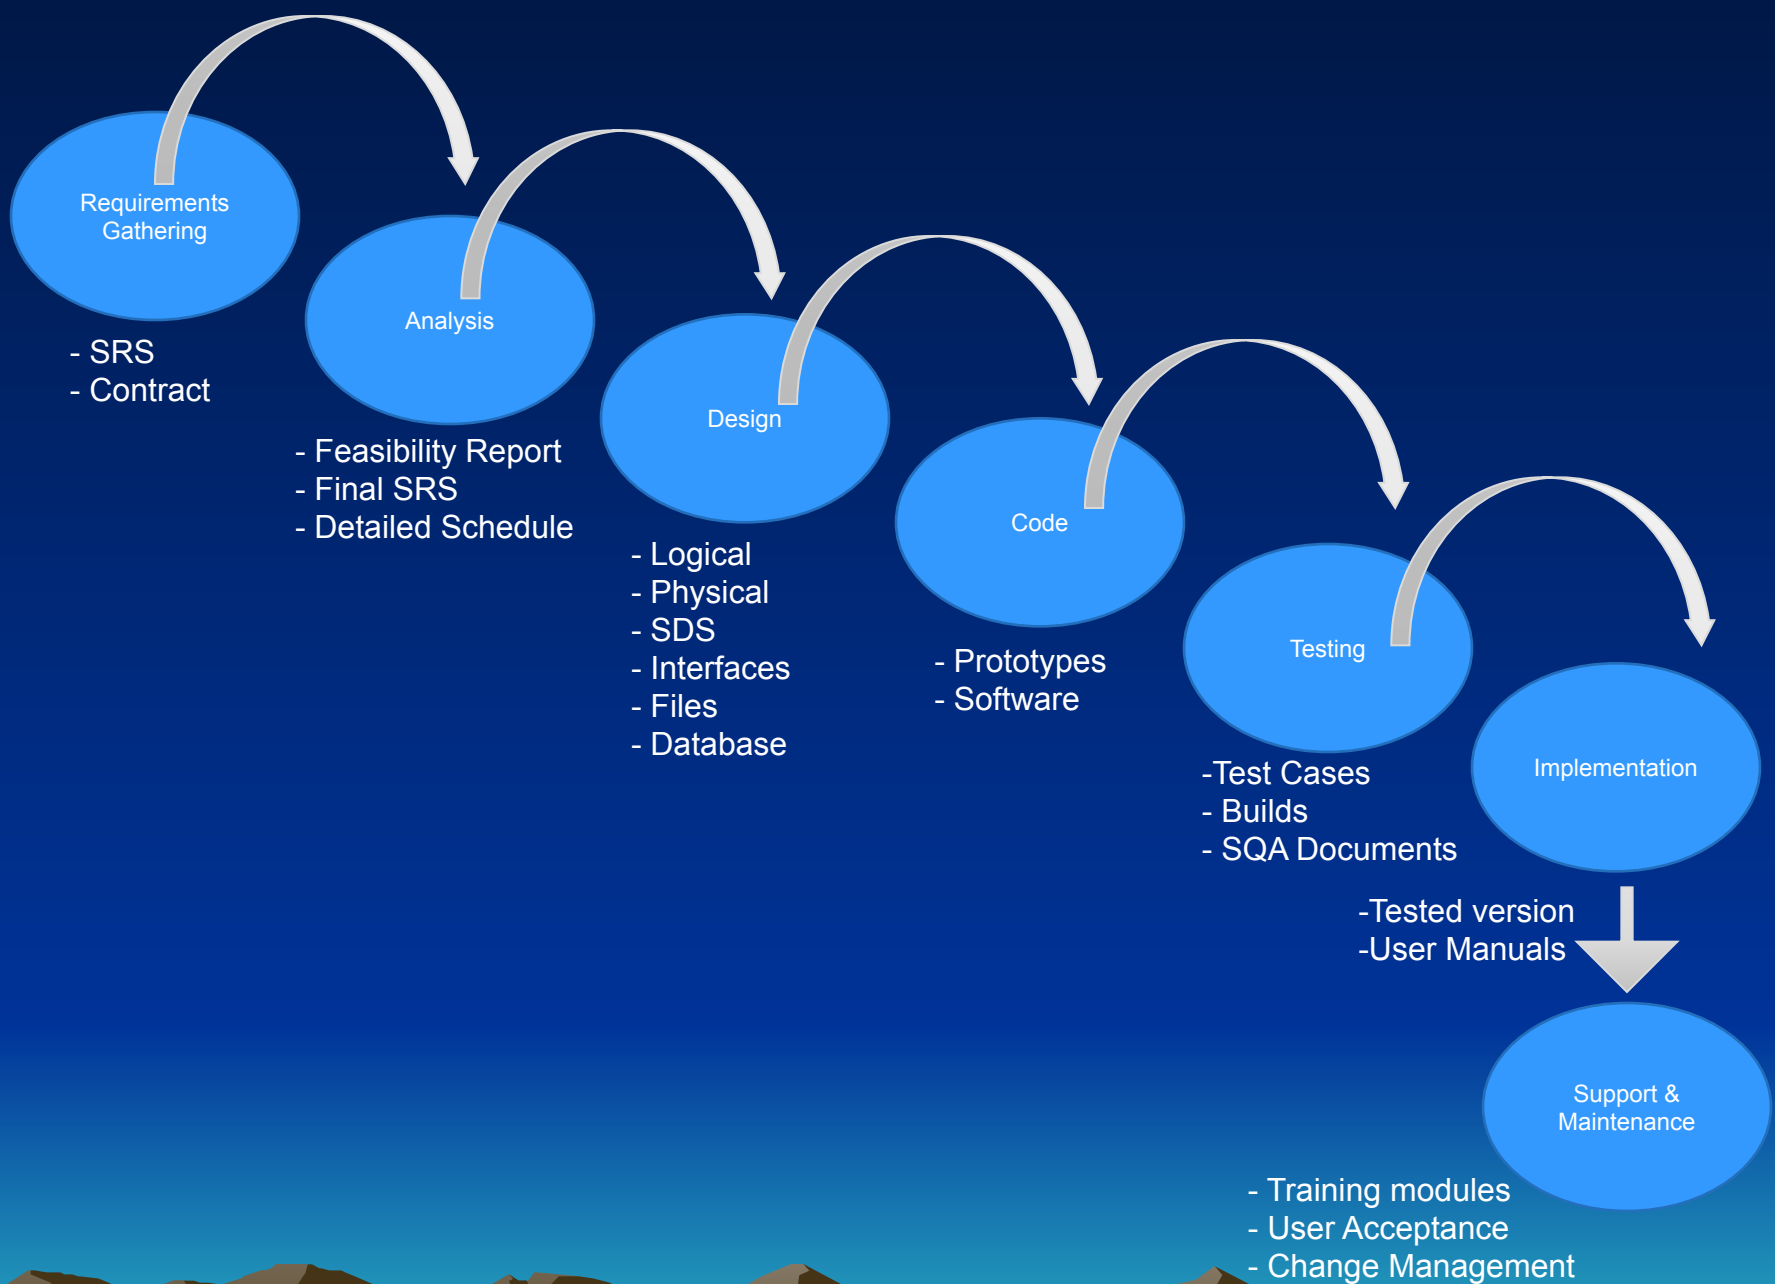 Requirements
Gathering
- SRS
- Contract
Analysis
- Feasibility Report
- Final SRS
- Detailed Schedule
Design
- Logical
- Physical
- SDS
- Interfaces
- Files
- Database
Code
- Prototypes
- Software
Testing
-Test Cases
- Builds
- SQA Documents
Implementation
-Tested version
-User Manuals
Support &
Maintenance
- Training modules
- User Acceptance
- Change Management